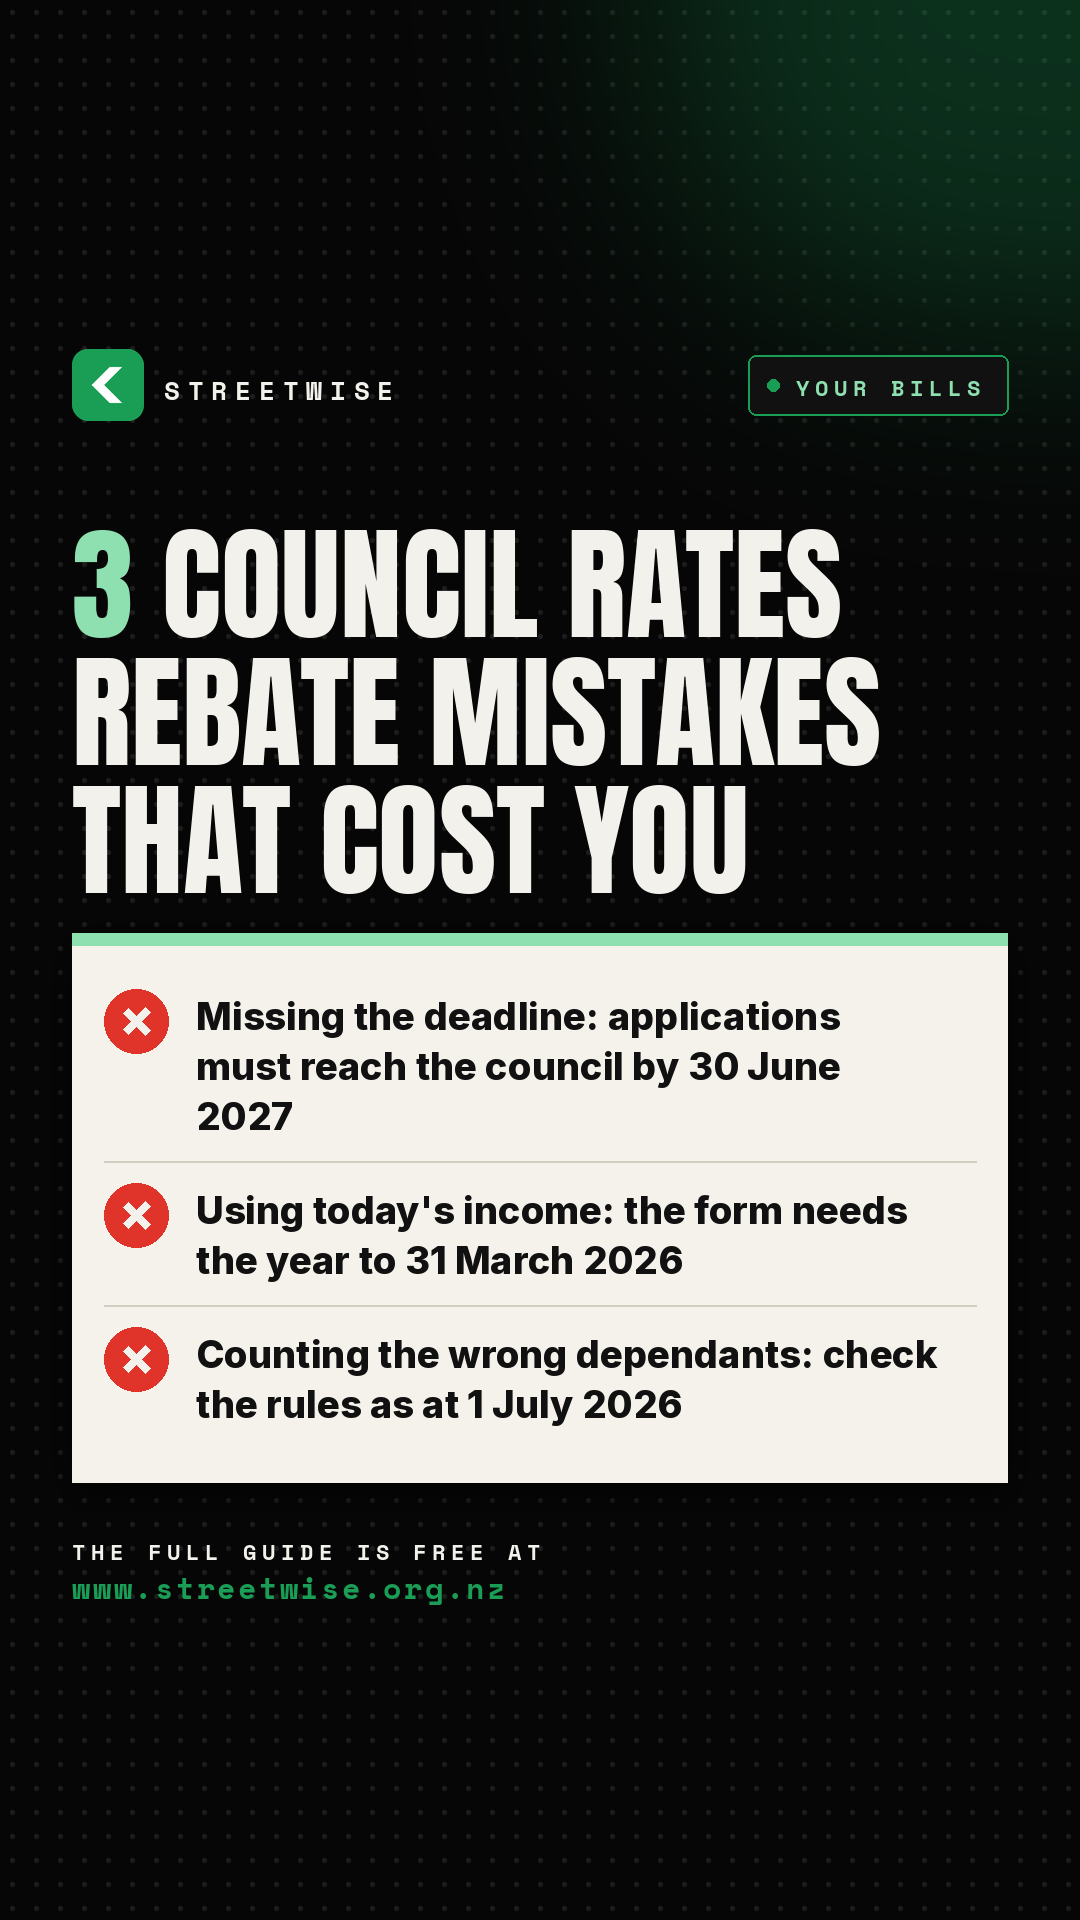 STREETWISE
YOUR BILLS
3 COUNCIL RATES
REBATE MISTAKES
THAT COST YOU
Missing the deadline: applications
must reach the council by 30 June
2027
Using today's income: the form needs
the year to 31 March 2026
Counting the wrong dependants: check
the rules as at 1 July 2026
THE FULL GUIDE IS FREE AT
www.streetwise.org.nz